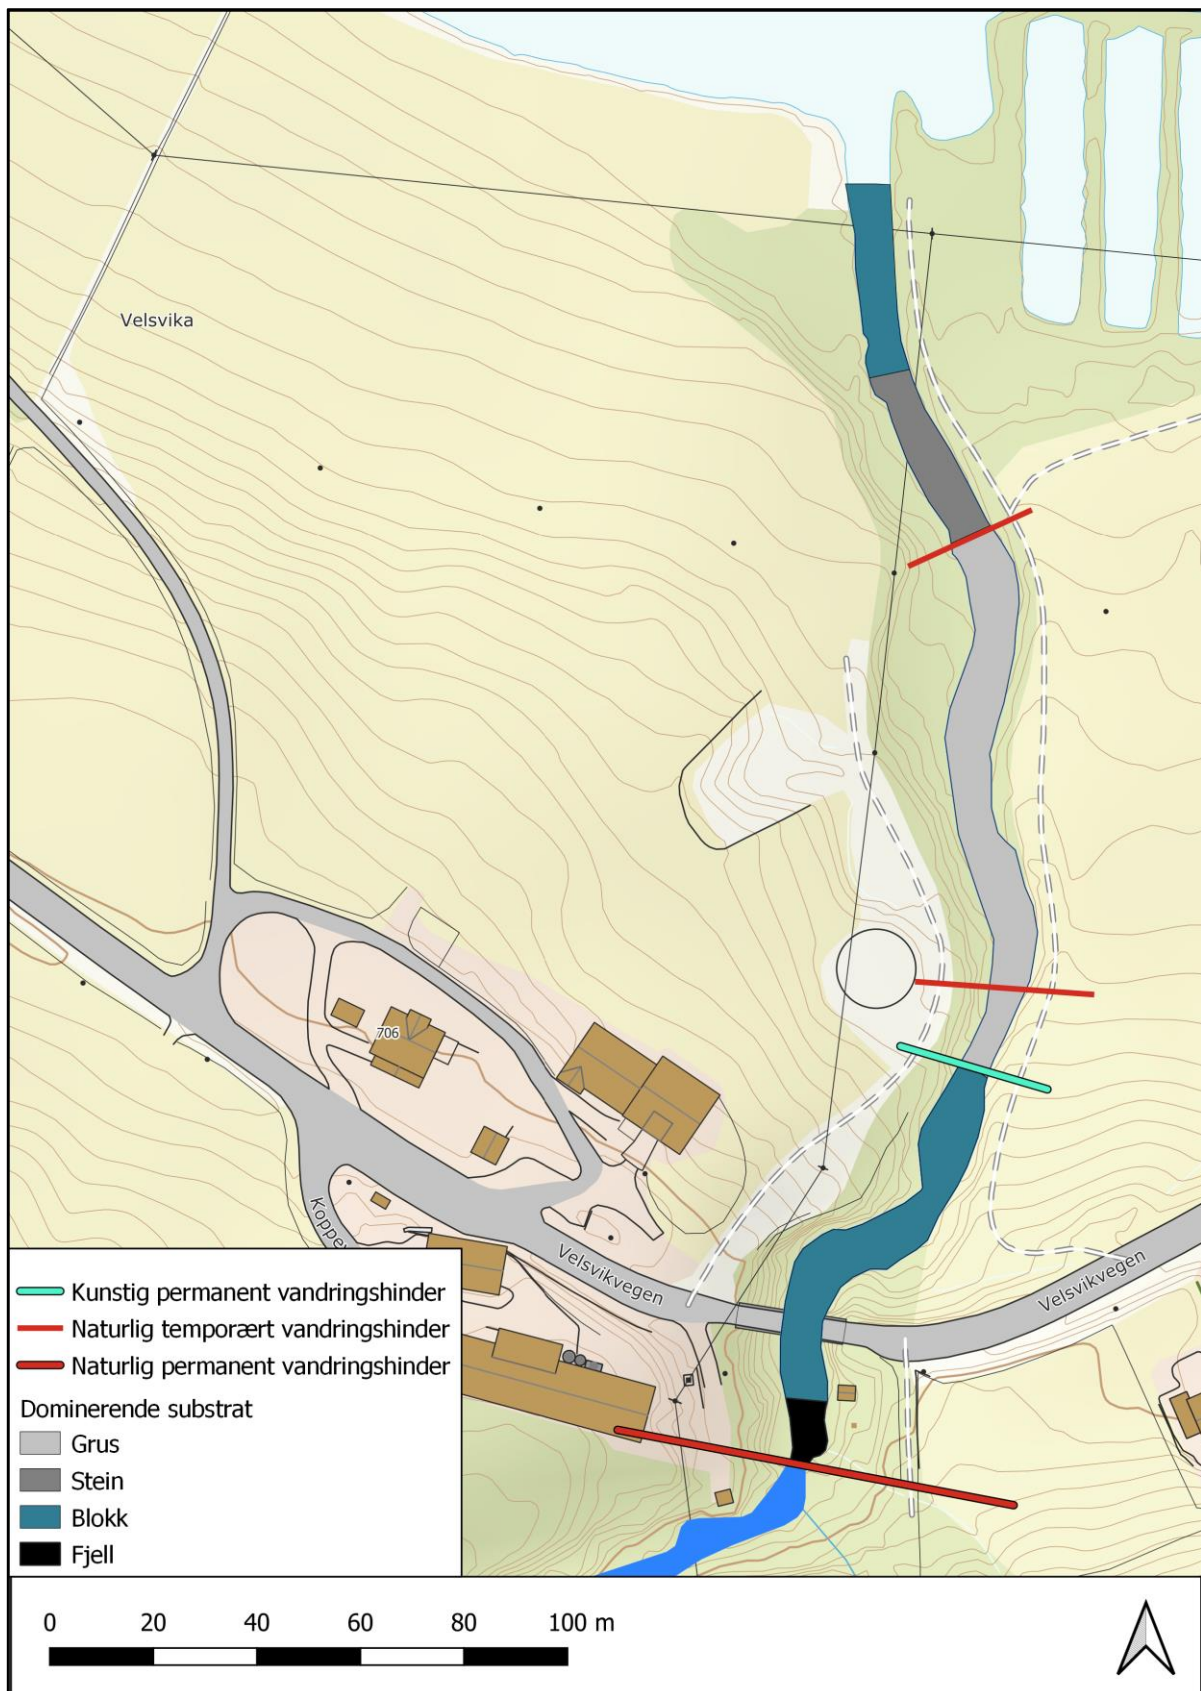 Velsvika
706
Koppe
Velsvikvegen
Velsvikvegen
Kunstig permanent vandringshinder
Naturlig temporært vandringshinder
Naturlig permanent vandringshinder
Dominerende substrat
Grus
Stein
Blokk
Fjell
0 20 40 60 80 100 m